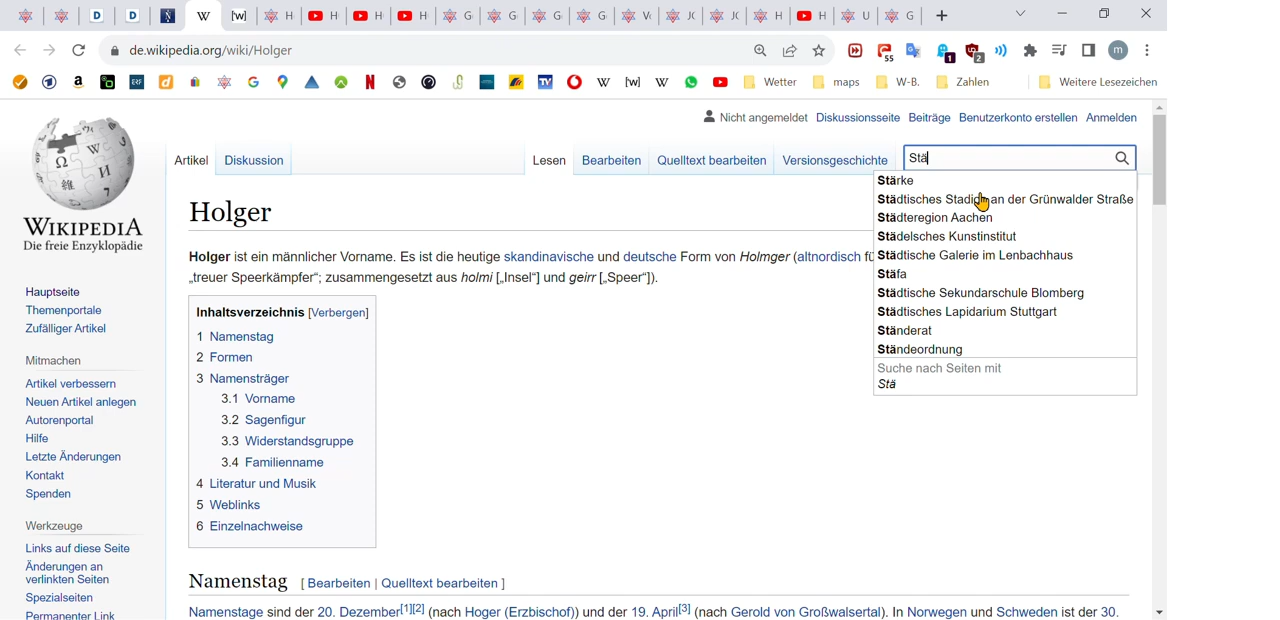 H
H
H
H
G
G
G
G
V
JC
JC
H
H
U
G
de.wikipedia.org/wiki/Holger
55
1
2
m
Wetter
maps
W-B.
Zahlen
Weitere Lesezeichen
WIKIPEDIA
Die freie Enzyklopädie
Hauptseite
Themenportale
Zufälliger Artikel
Mitmachen
Artikel verbessern
Neuen Artikel anlegen
Autorenportal
Hilfe
Letzte Änderungen
Kontakt
Spenden
Werkzeuge
Links auf diese Seite
Änderungen an
verlinkten Seiten
Spezialseiten
Permanenter Link
Nicht angemeldet Diskussionsseite Beiträge Benutzerkonto erstellen Anmelden
Artikel Diskussion Lesen Bearbeiten Quelltext bearbeiten Versionsgeschichte
Stä
Stärke
Städtisches an der Grünwalder Straße
Städteregion Aachen
Städelsches Kunstinstitut
Städtische Galerie im Lenbachhaus
Stäfa
Städtische Sekundarschule Blomberg
Städtisches Lapidarium Stuttgart
Ständerat
Ständeordnung
Suche nach Seiten mit
Stä
Holger
Holger ist ein männlicher Vorname. Es ist die heutige skandinavische und deutsche Form von Holmger (altnordisch
„treuer Speerkämpfer“; zusammengesetzt aus holmi [„Insel“] und geirr [„Speer“]).
Inhaltsverzeichnis [Verbergen]
1 Namenstag
2 Formen
3 Namensträger
3.1 Vorname
3.2 Sagenfigur
3.3 Widerstandsgruppe
3.4 Familienname
4 Literatur und Musik
5 Weblinks
6 Einzelnachweise
Namenstag [ Bearbeiten | Quelltext bearbeiten ]
Namenstage sind der 20. Dezember[1][2] (nach Hoger (Erzbischof)) und der 19. April[3] (nach Gerold von Großwalsertal). In Norwegen und Schweden ist der 30.